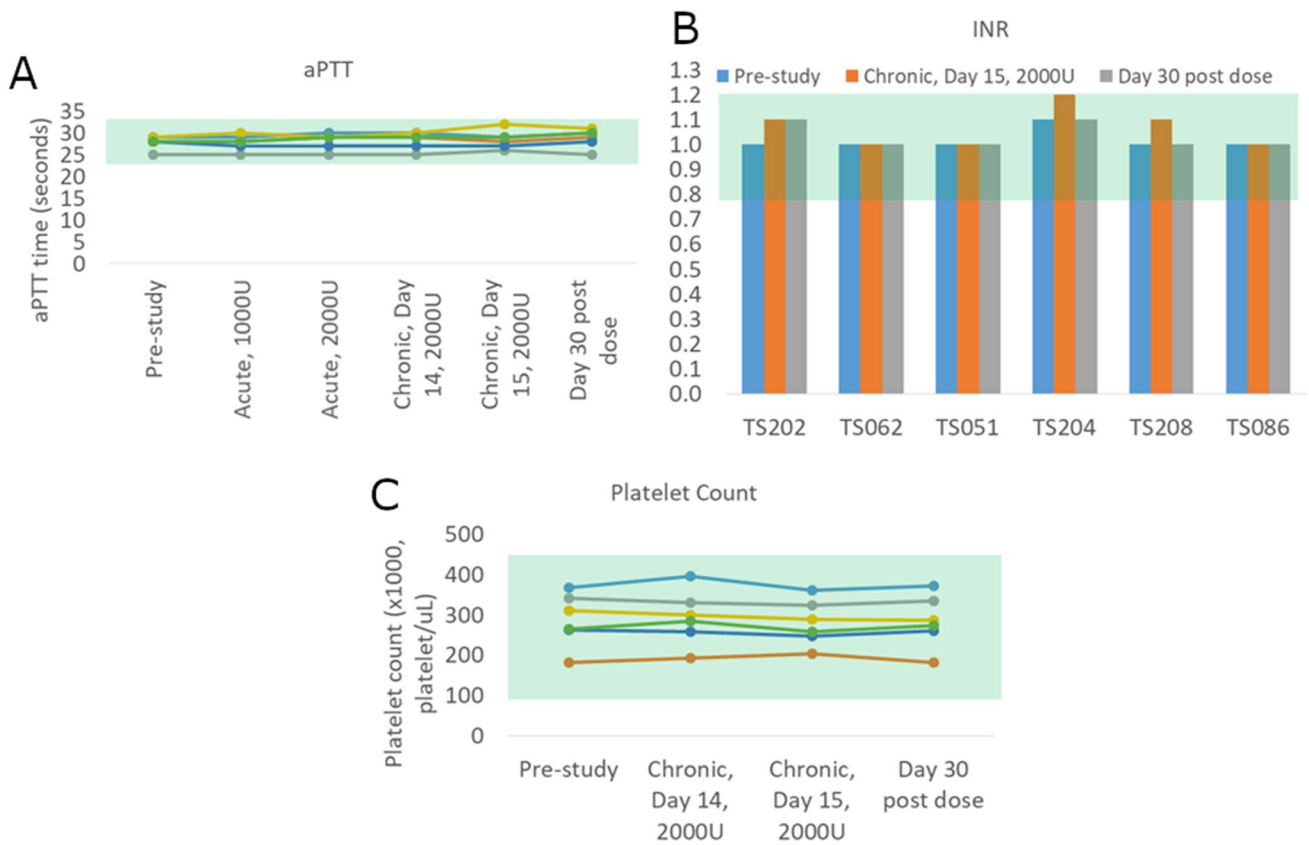 A
aPTT
aPTT time (seconds)
35
30
25
20
15
10
5
0
Pre-study
Acute, 1000U
Acute, 2000U
Chronic, Day
14, 2000U
Chronic, Day
15, 2000U
Day 30 post
dose
B
INR
Pre-study Chronic, Day 15, 2000U Day 30 post dose
1.3
1.2
1.1
1.0
0.9
0.8
0.7
0.6
0.5
0.4
0.3
0.2
0.1
0.0
TS202 TS062 TS051 TS204 TS208 TS086
C
Platelet Count
Platelet count (x1000,
platelet/uL)
500
400
300
200
100
0
Pre-study
Chronic,
Day 14,
2000U
Chronic,
Day 15,
2000U
Day 30
post dose